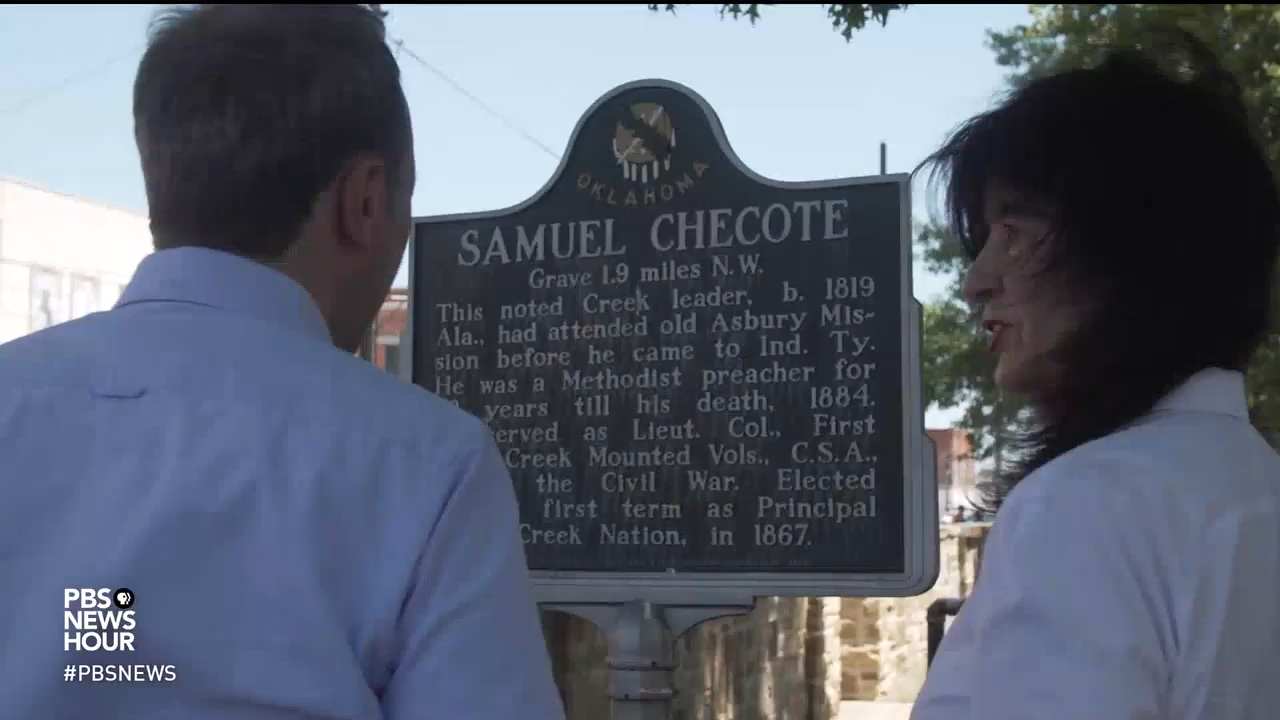 OKLAHOMA
SAMUEL CHECOTE
Grave 1.9 miles N.W.
This noted Creek leader, b. 1819
Ala., had attended old Asbury Mis-
sion before he came to Ind. Ty.
He was a Methodist preacher for
years till his death, 1884.
erved as Lieut. Col., First
Creek Mounted Vols., C.S.A.,
the Civil War. Elected
first term as Principal
Creek Nation, in 1867.
PBS
NEWS
HOUR
#PBSNEWS